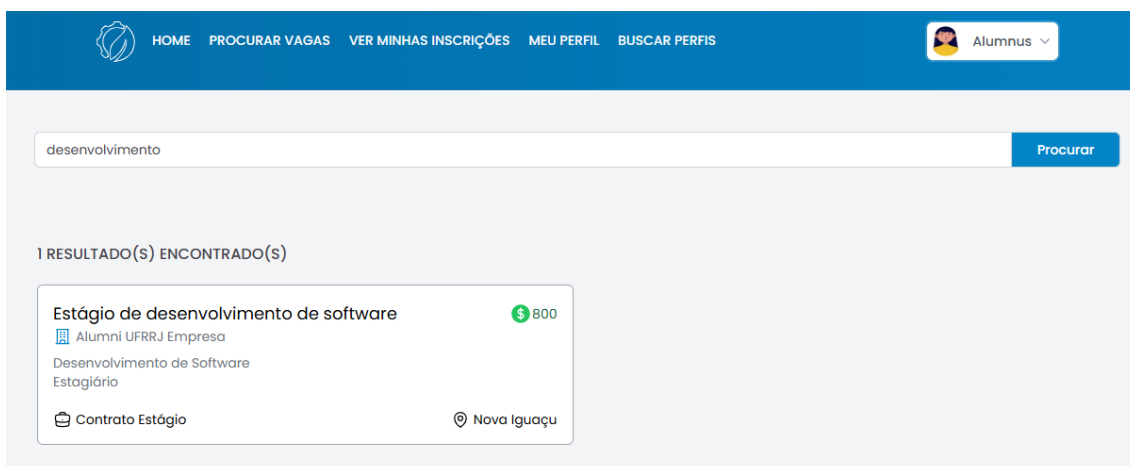 HOME PROCURAR VAGAS VER MINHAS INSCRIÇÕES MEU PERFIL BUSCAR PERFIS Alumnus
desenvolvimento Procurar
1 RESULTADO(S) ENCONTRADO(S)
Estágio de desenvolvimento de software $ 800
Alumni UFRRJ Empresa
Desenvolvimento de Software
Estagiário
Contrato Estágio Nova Iguaçu